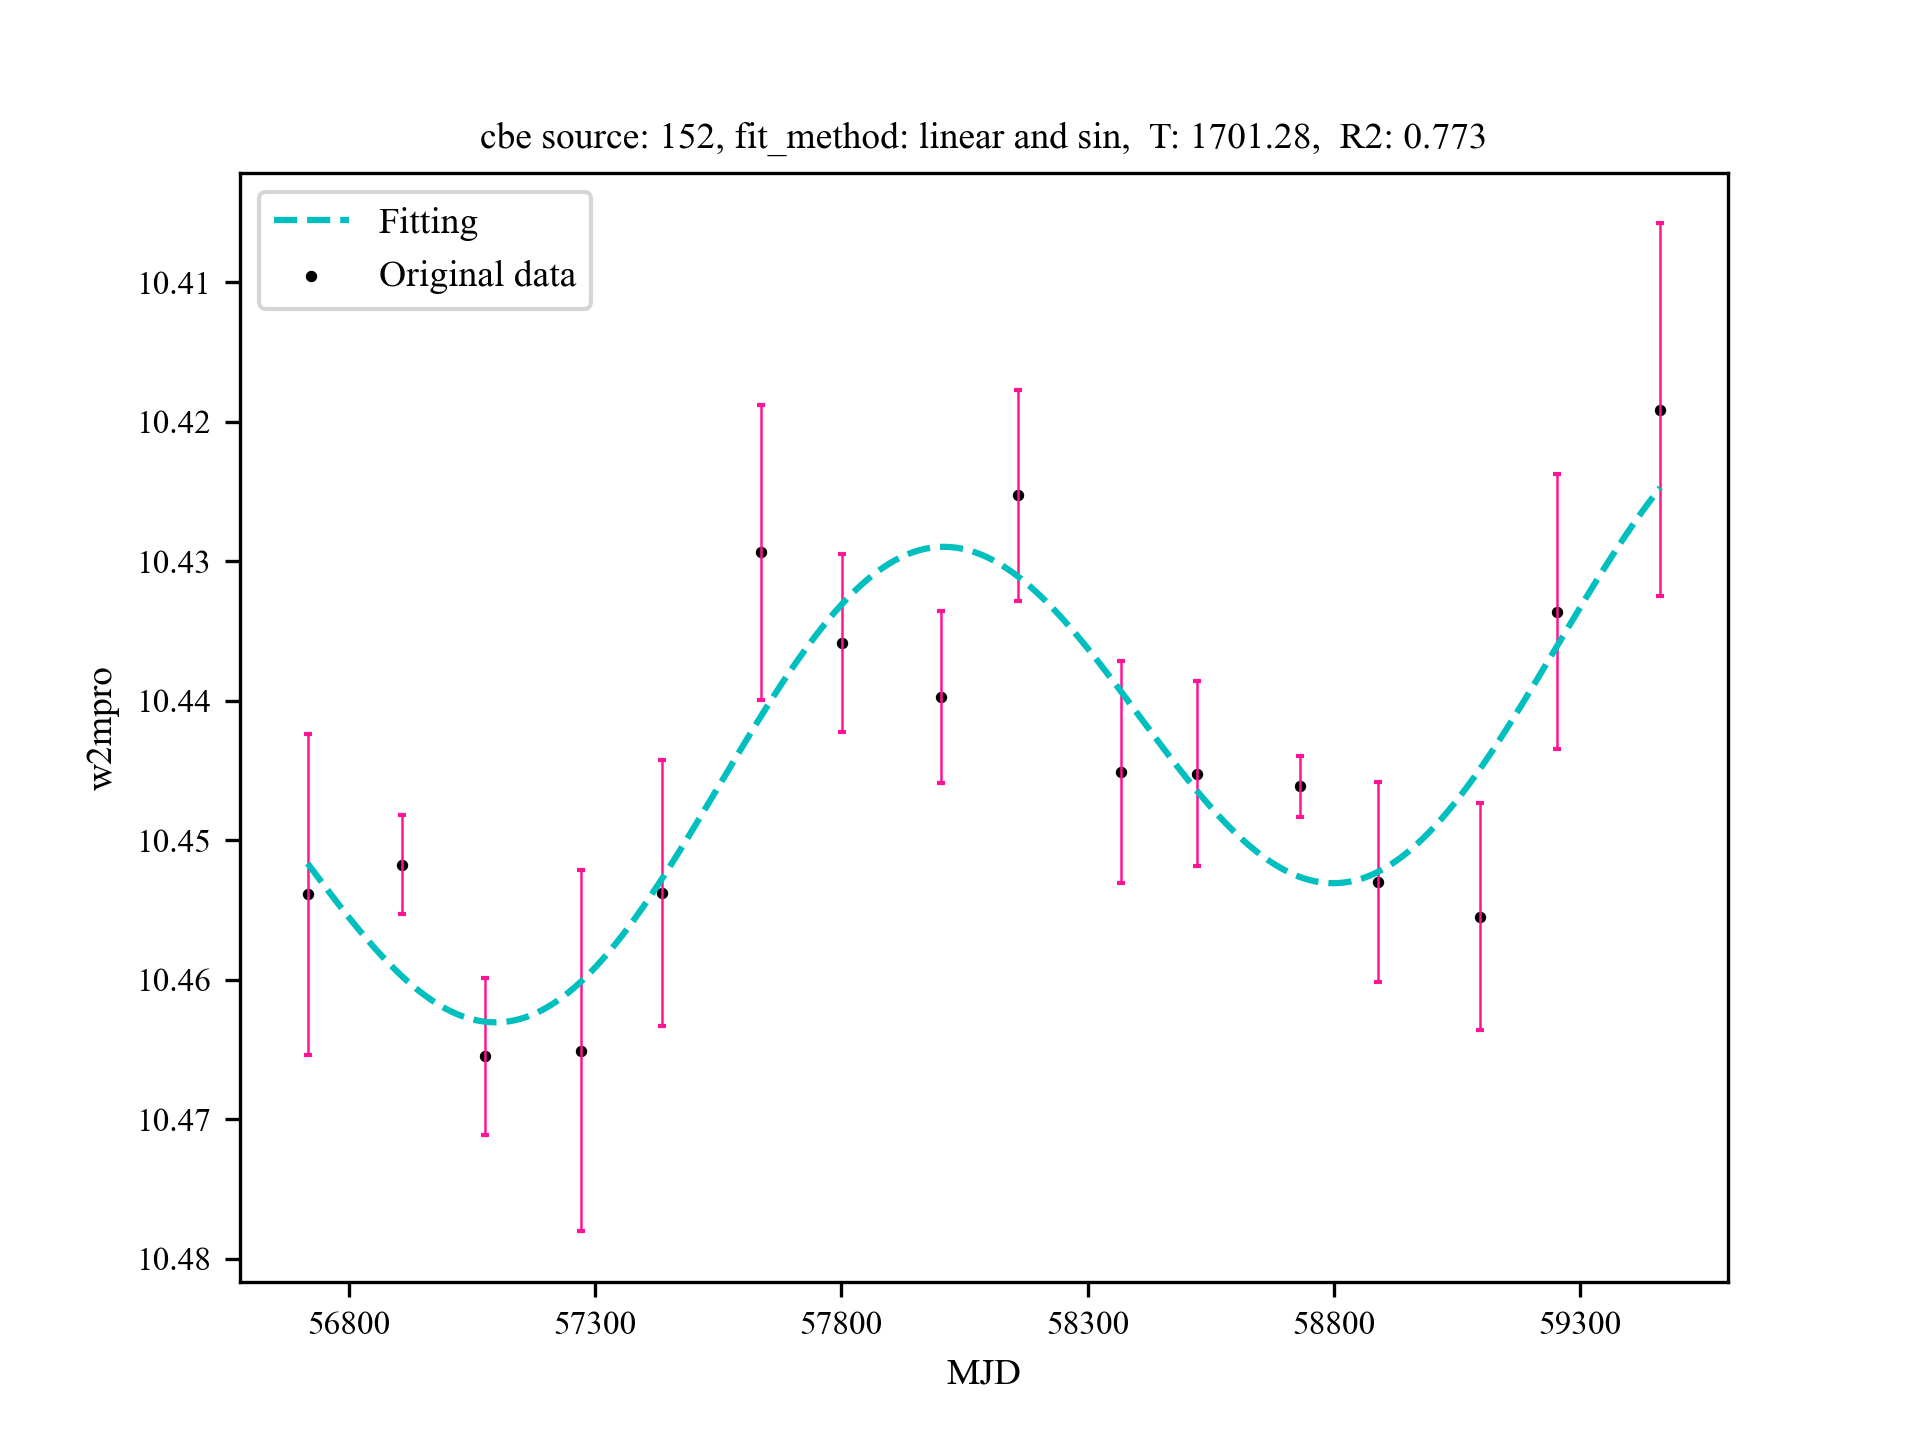 cbe source: 152, fit_method: linear and sin,  T: 1701.28,  R2: 0.773
Fitting
Original data
10.41
10.42
10.43
10.44
10.45
10.46
10.47
10.48
w2mpro
56800
57300
57800
58300
58800
59300
MJD